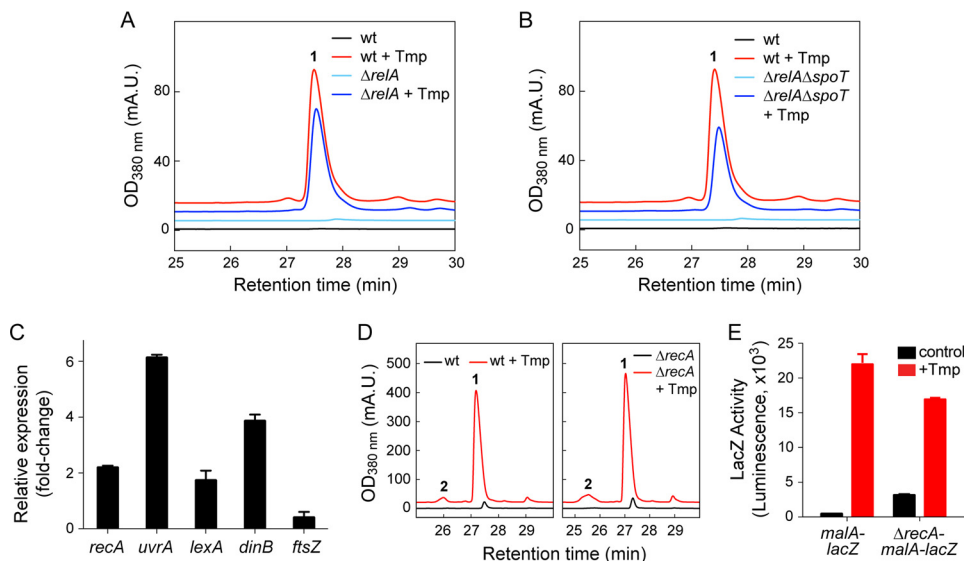 A
wt
wt + Tmp
ΔrelA
ΔrelA + Tmp
1
80
40
0
OD380 nm (mA.U.)
25 26 27 28 29 30
Retention time (min)
B
wt
wt + Tmp
ΔrelAΔspoT
ΔrelAΔspoT
+ Tmp
1
80
40
0
OD380 nm (mA.U.)
25 26 27 28 29 30
Retention time (min)
C
6
4
2
0
Relative expression
(fold-change)
recA uvrA lexA dinB ftsZ
D
wt wt + Tmp
ΔrecA
ΔrecA
+ Tmp
500
400
300
200
100
0
OD380 nm (mA.U.)
1
2
1
2
26 27 28 29 26 27 28 29
Retention time (min)
E
control
+Tmp
25
20
15
10
5
0
LacZ Activity
(Luminescence, x10³)
malA-
lacZ
ΔrecA-
malA-lacZ